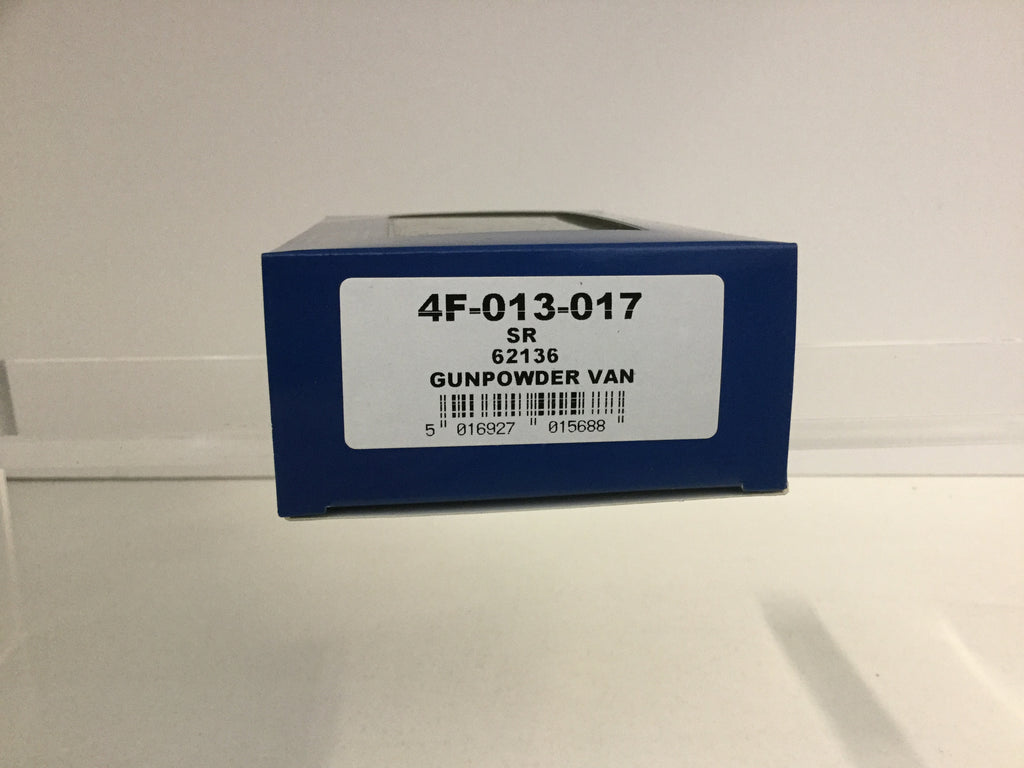 4F-013-017
SR
62136
GUNPOWDER VAN
5 016927 015688